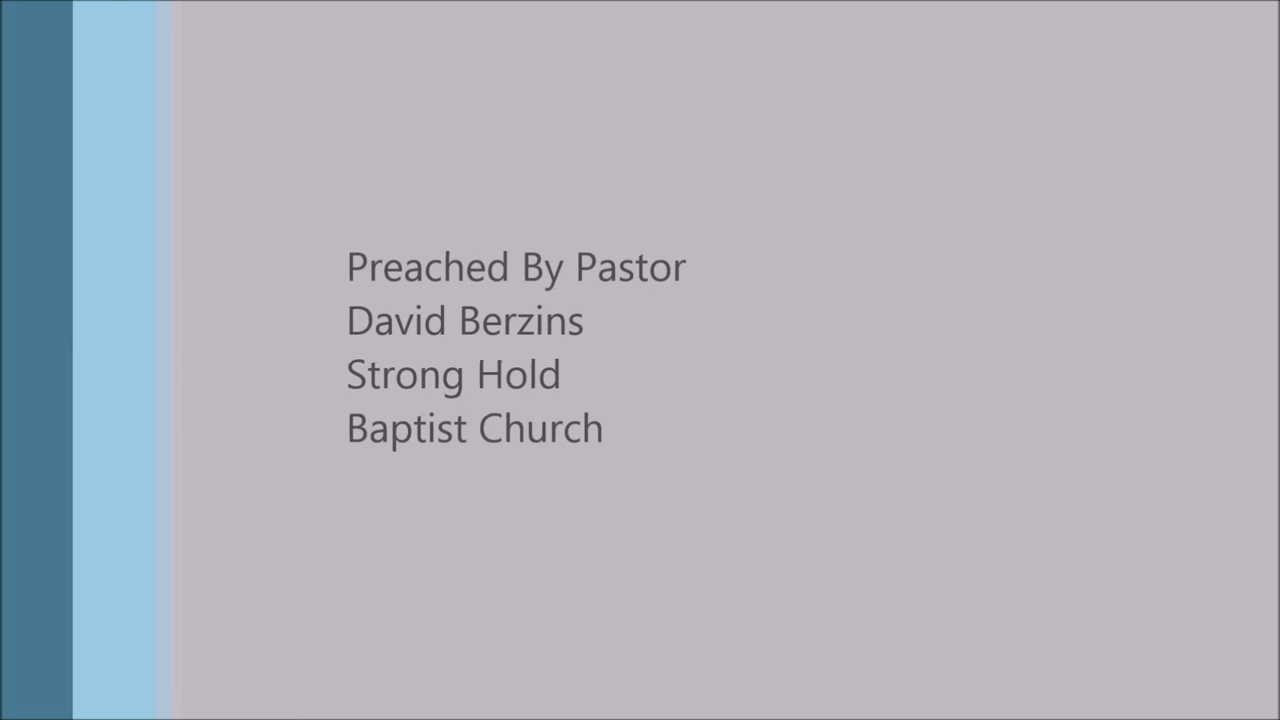 Preached By Pastor
David Berzins
Strong Hold
Baptist Church